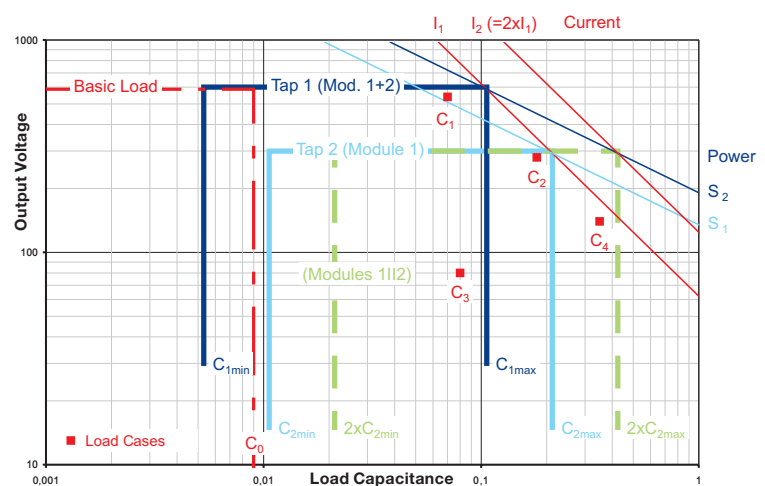 I1 I2 (=2xI1) Current
1000
Basic Load
Tap 1 (Mod. 1+2)
C1
Tap 2 (Module 1)
C2
Power
S2
S1
Output Voltage
C4
100
(Modules 1II2)
C3
C1min
C1max
C2min
2xC2min
C2max
2xC2max
Load Cases
C0
10
0,001
0,01
Load Capacitance
0,1
1